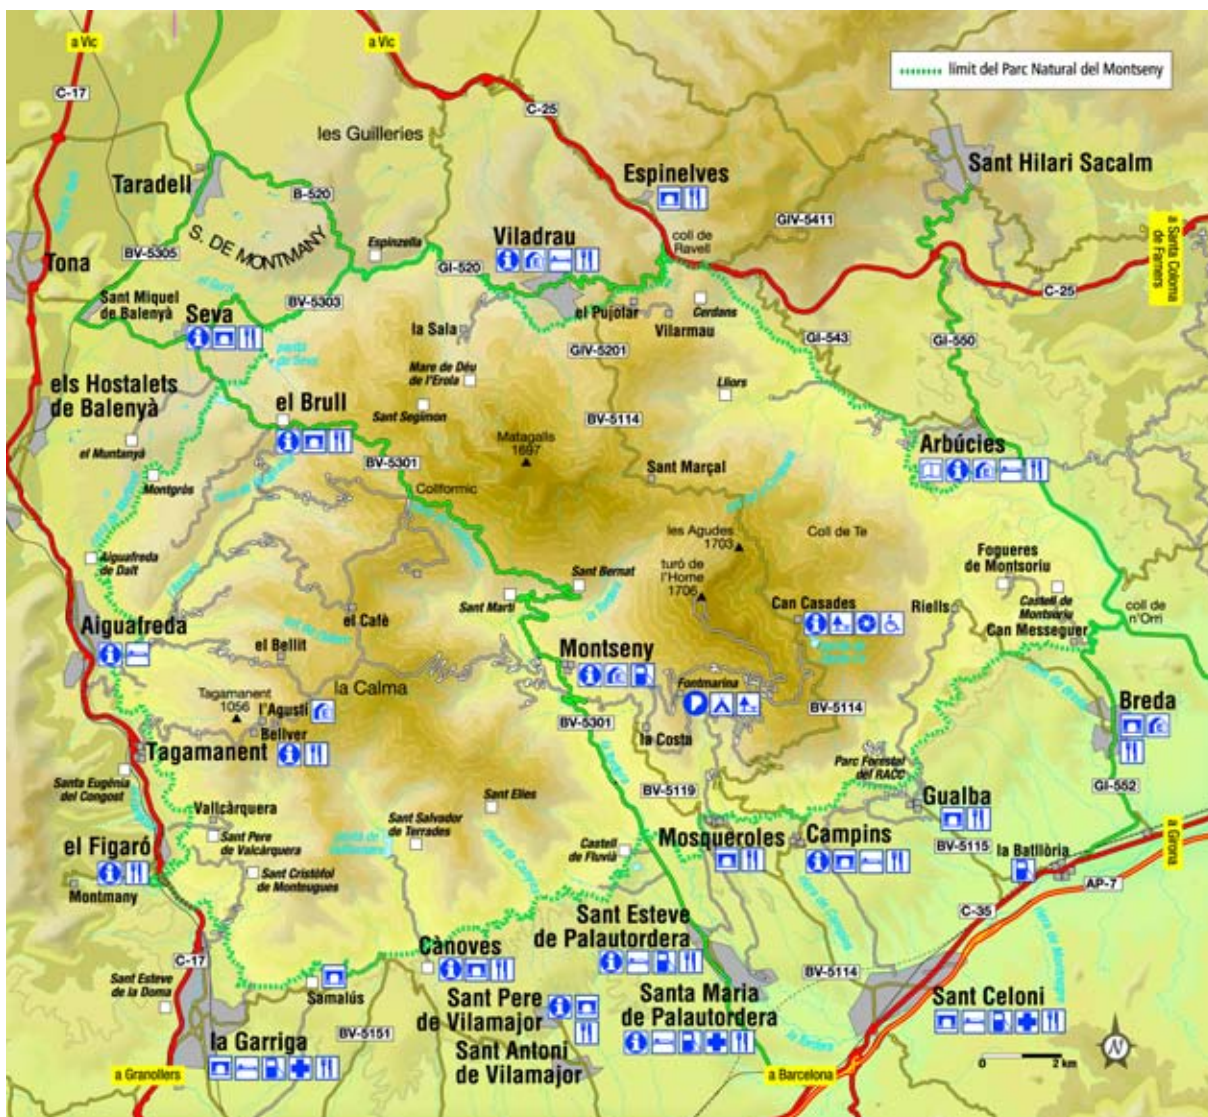 a Vic
a Vic
límit del Parc Natural del Montseny
C-17
C-25
les Guilleries
Sant Hilari Sacalm
Taradell
B-520
Espinelves
GIV-5411
S. DE MONTMANY
BV-5305
Espinzella
Viladrau
coll de
Ravell
a Santa Coloma
de Farners
Tona
GI-520
C-25
Sant Miquel
de Balenyà
BV-5303
Seva
el Pujolar
Cerdans
Vilarmau
la Sala
GI-543
GI-550
GIV-5201
els Hostalets
de Balenyà
Mare de Déu
de l'Erola
Lliors
el Brull
Sant Segimon
BV-5114
el Muntanyà
Matagalls
1697
Arbúcies
BV-5301
Sant Marçal
Montgròs
Collformic
les Agudes
1703
Coll de Te
Aiguafreda
de Dalt
Fogueres
de Montsoriu
turó de
l'Home
1706
Sant Bernat
Sant Martí
Can Casades
Riells
Castell de
Montsoriu
coll de
n'Orri
el Cafè
Can Messeguer
Aiguafreda
el Bellit
Montseny
la Calma
Fontmarina
P
Tagamanent
1056
l'Agustí
Bellver
BV-5301
BV-5114
Breda
la Costa
Tagamanent
Parc Forestal
del RACC
Santa Eugènia
del Congost
BV-5119
GI-552
Sant Elies
Vallcàrquera
Gualba
Sant Salvador
de Terrades
Sant Pere
de Valcàrquera
Mosqueroles
Campins
a Girona
el Figaró
Castell
de Fluvià
BV-5115
la Batllòria
Sant Cristòfol
de Monteugues
Montmany
AP-7
C-35
Sant Esteve
de Palautordera
Cànoves
C-17
BV-5114
Sant Esteve
de la Doma
Samalús
Sant Pere
de Vilamajor
Santa Maria
de Palautordera
Sant Celoni
BV-5151
la Garriga
Sant Antoni
de Vilamajor
N
0 2 km
a Granollers
a Barcelona